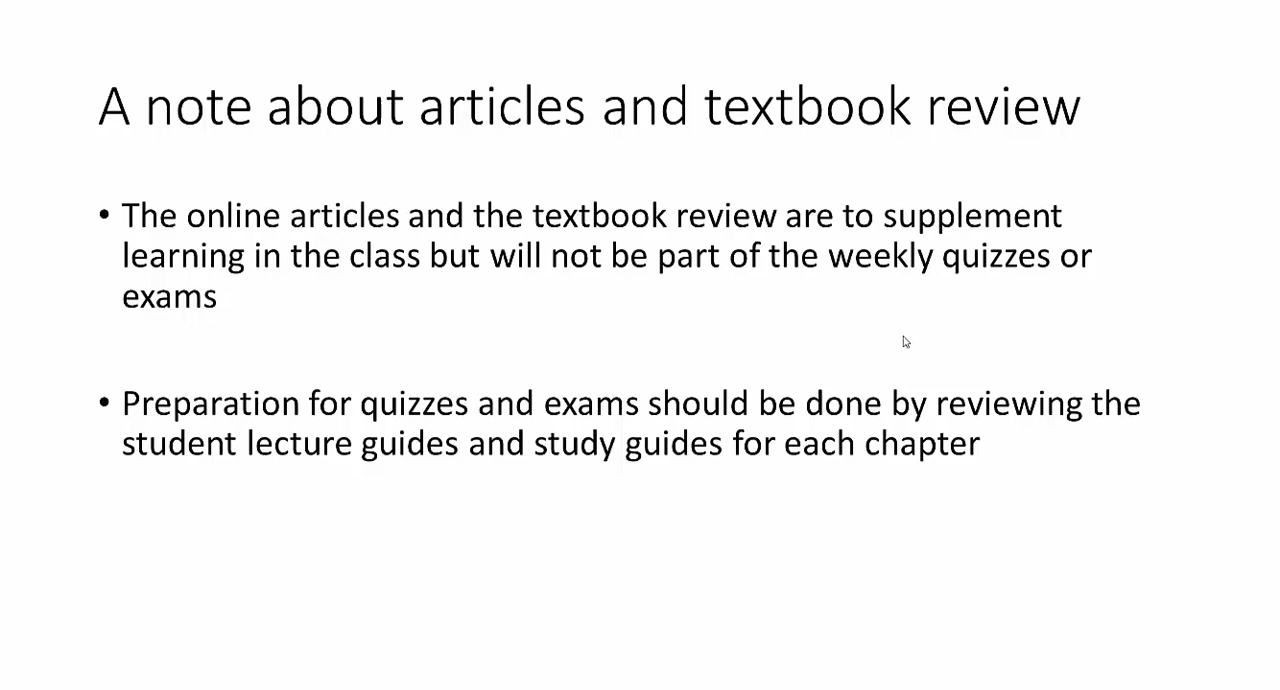 A note about articles and textbook review
• The online articles and the textbook review are to supplement
learning in the class but will not be part of the weekly quizzes or
exams
• Preparation for quizzes and exams should be done by reviewing the
student lecture guides and study guides for each chapter